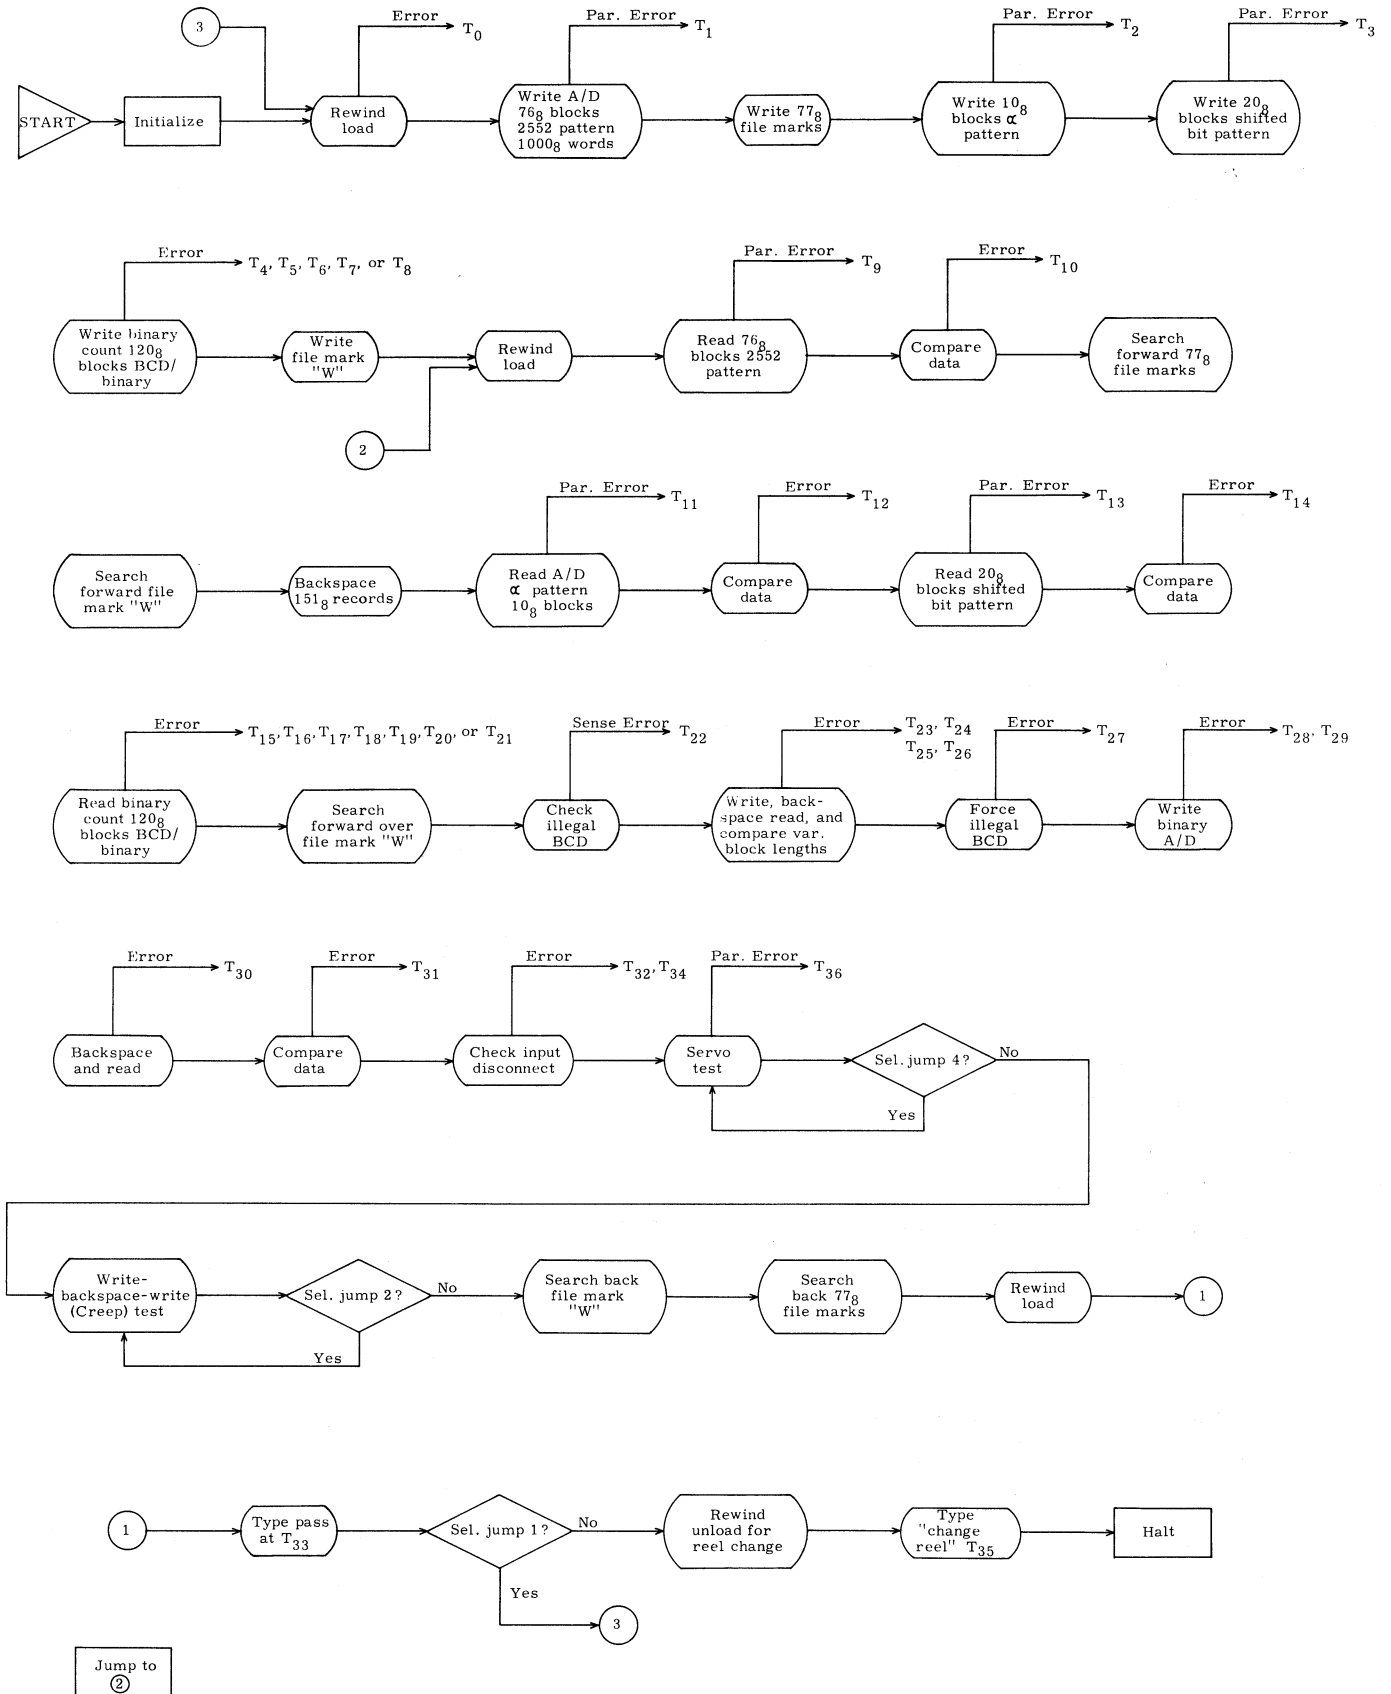 3
Error
T0
START
Initialize
Rewind
load
Par. Error
T1
Write A/D
768 blocks
2552 pattern
10008 words
Write 778
file marks
Par. Error
T2
Write 108
blocks α
pattern
Par. Error
T3
Write 208
blocks shifted
bit pattern
Error
T4, T5, T6, T7, or T8
Write binary
count 1208
blocks BCD/
binary
Write
file mark
"W"
Rewind
load
2
Par. Error
T9
Read 768
blocks 2552
pattern
Error
T10
Compare
data
Search
forward 778
file marks
Search
forward file
mark "W"
Backspace
1518 records
Par. Error
T11
Read A/D
α pattern
108 blocks
Error
T12
Compare
data
Par. Error
T13
Read 208
blocks shifted
bit pattern
Error
T14
Compare
data
Error
T15, T16, T17, T18, T19, T20, or T21
Read binary
count 1208
blocks BCD/
binary
Search
forward over
file mark "W"
Sense Error
T22
Check
illegal
BCD
Error
T23, T24
T25, T26
Write, back-
space read, and
compare var.
block lengths
Error
T27
Force
illegal
BCD
Error
T28, T29
Write
binary
A/D
Error
T30
Backspace
and read
Error
T31
Compare
data
Error
T32, T34
Check input
disconnect
Par. Error
T36
Servo
test
Sel. jump 4?
No
Yes
Write-
backspace-write
(Creep) test
Sel. jump 2?
No
Yes
Search back
file mark
"W"
Search
back 778
file marks
Rewind
load
1
1
Type pass
at T33
Sel. jump 1?
No
Yes
3
Rewind
unload for
reel change
Type
"change
reel" T35
Halt
Jump to
2